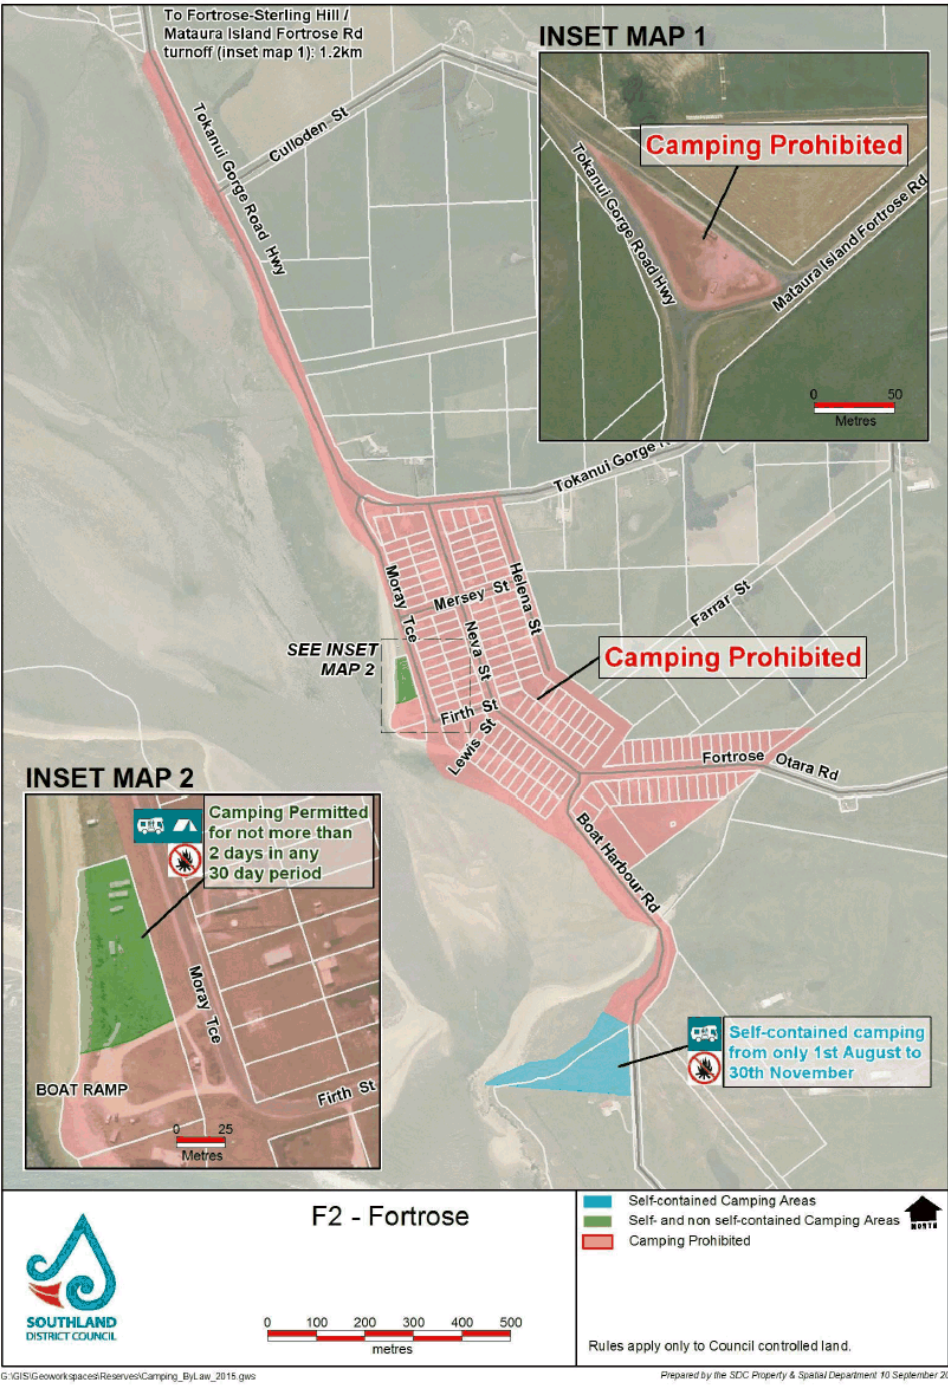 To Fortrose-Sterling Hill /
Mataura Island Fortrose Rd
turnoff (inset map 1): 1.2km
INSET MAP 1
Camping Prohibited
Tokanui Gorge Road Hwy
Mataura Island Fortrose Rd
0 50
Metres
Tokanui Gorge Road Hwy
Culloden St
Tokanui Gorge
Moray Tce
Mersey St
Helena St
Neva St
Farrar St
SEE INSET
MAP 2
Camping Prohibited
Firth St
Lewis St
Fortrose Otara Rd
Boat Harbour Rd
INSET MAP 2
Camping Permitted
for not more than
2 days in any
30 day period
Moray Tce
BOAT RAMP
Firth St
0 25
Metres
Self-contained camping
from only 1st August to
30th November
F2 - Fortrose
SOUTHLAND
DISTRICT COUNCIL
0 100 200 300 400 500
metres
Self-contained Camping Areas
Self- and non self-contained Camping Areas
Camping Prohibited
NORTH
Rules apply only to Council controlled land.
G:\GIS\Geoworkspaces\Reserves\Camping_ByLaw_2015.gws
Prepared by the SDC Property & Spatial Department 10 September